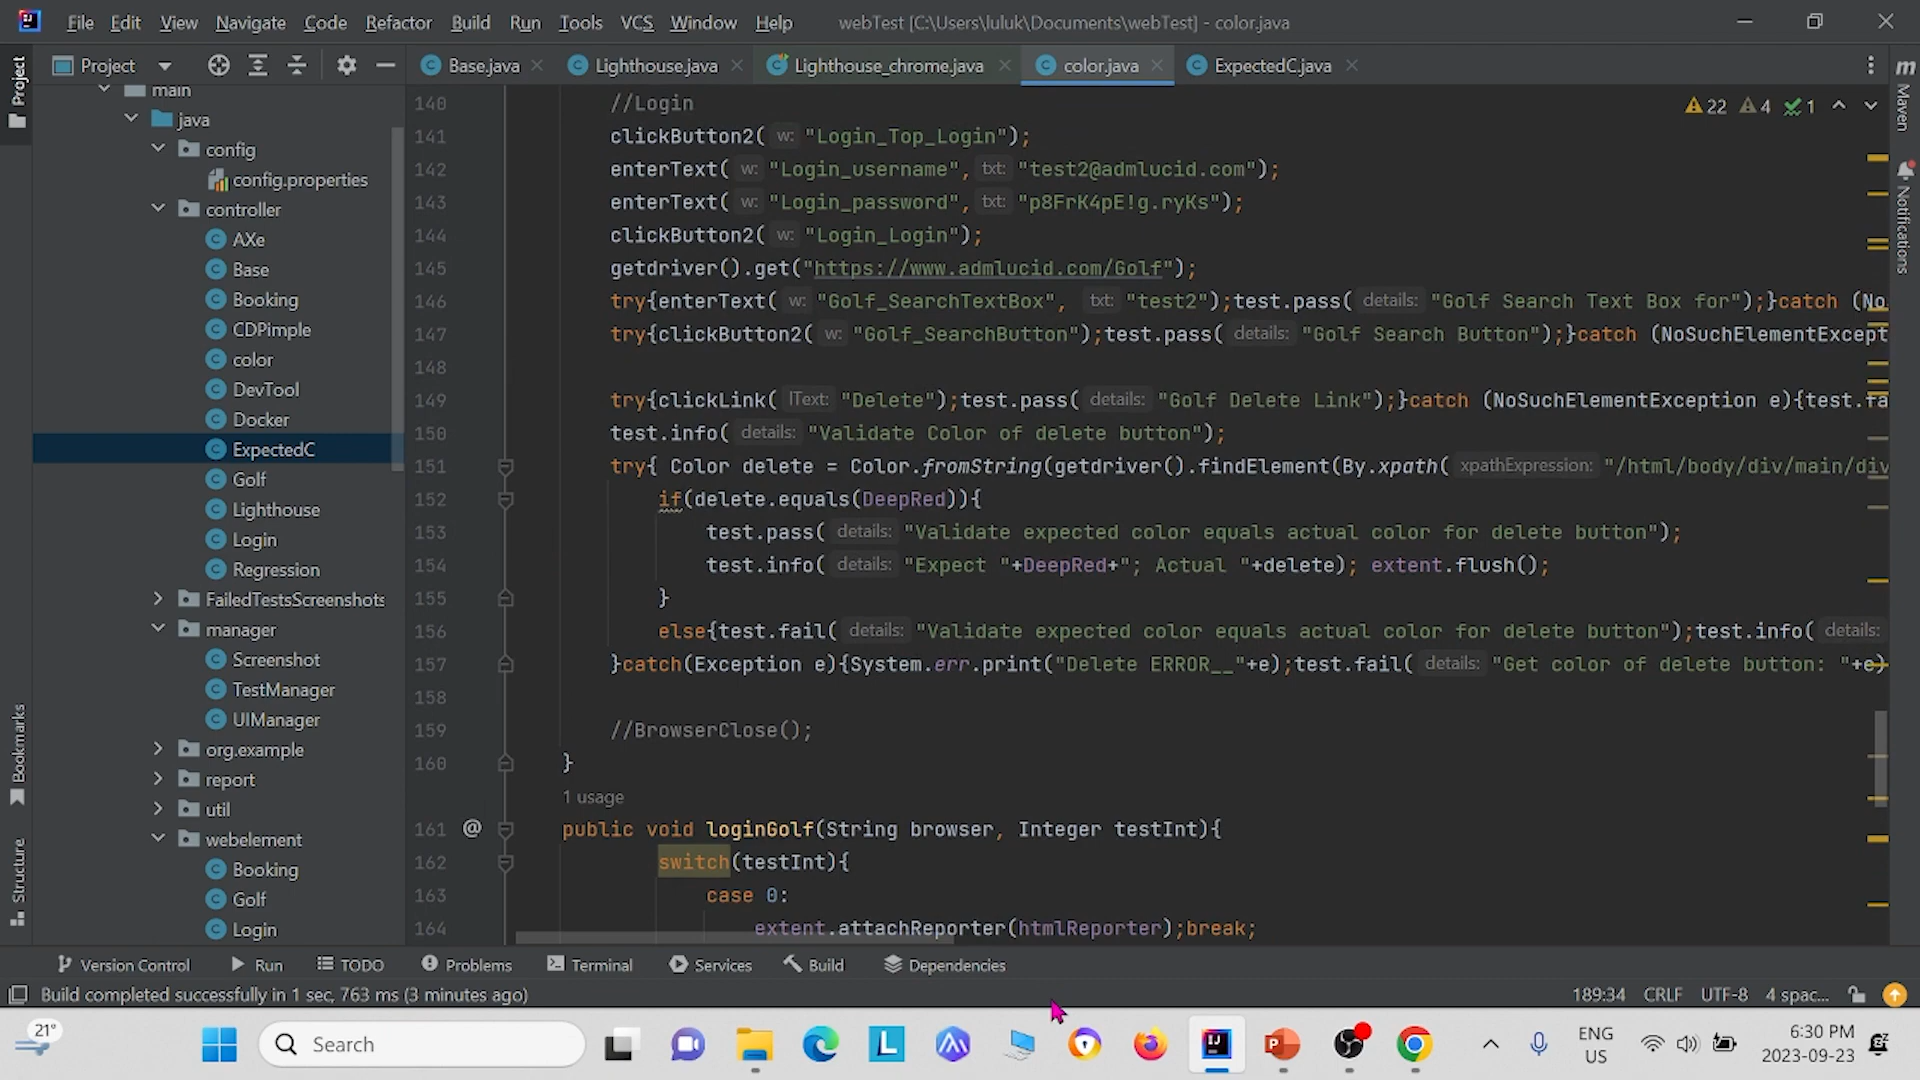 File Edit View Navigate Code Refactor Build Run Tools VCS Window Help webTest [C:\Users\luluk\Documents\webTest] - color.java
Project
Base.java Lighthouse.java Lighthouse_chrome.java color.java ExpectedC.java
Project
Bookmarks
Structure
main
java
config
config.properties
controller
AXe
Base
Booking
CDPimple
color
DevTool
Docker
ExpectedC
Golf
Lighthouse
Login
Regression
FailedTestsScreenshots
manager
Screenshot
TestManager
UIManager
org.example
report
util
webelement
Booking
Golf
Login
22 4 1
140 //Login
141 clickButton2( w: "Login_Top_Login");
142 enterText( w: "Login_username", txt: "test2@admlucid.com");
143 enterText( w: "Login_password", txt: "p8FrK4pE!g.ryKs");
144 clickButton2( w: "Login_Login");
145 getdriver().get("https://www.admlucid.com/Golf");
146 try{enterText( w: "Golf_SearchTextBox", txt: "test2");test.pass( details: "Golf Search Text Box for");}catch (No
147 try{clickButton2( w: "Golf_SearchButton");test.pass( details: "Golf Search Button");}catch (NoSuchElementExcept
148
149 try{clickLink( lText: "Delete");test.pass( details: "Golf Delete Link");}catch (NoSuchElementException e){test.fa
150 test.info( details: "Validate Color of delete button");
151 try{ Color delete = Color.fromString(getdriver().findElement(By.xpath( xpathExpression: "/html/body/div/main/div
152 if(delete.equals(DeepRed)){
153 test.pass( details: "Validate expected color equals actual color for delete button");
154 test.info( details: "Expect "+DeepRed+"; Actual "+delete); extent.flush();
155 }
156 else{test.fail( details: "Validate expected color equals actual color for delete button");test.info( details:
157 }catch(Exception e){System.err.print("Delete ERROR__"+e);test.fail( details: "Get color of delete button: "+e)
158
159 //BrowserClose();
160 }
1 usage
161 @ public void loginGolf(String browser, Integer testInt){
162 switch(testInt){
163 case 0:
164 extent.attachReporter(htmlReporter);break;
m
Maven
Notifications
Version Control Run TODO Problems Terminal Services Build Dependencies
Build completed successfully in 1 sec, 763 ms (3 minutes ago) 189:34 CRLF UTF-8 4 spac...
21°
Search
L
ENG
US
6:30 PM
2023-09-23